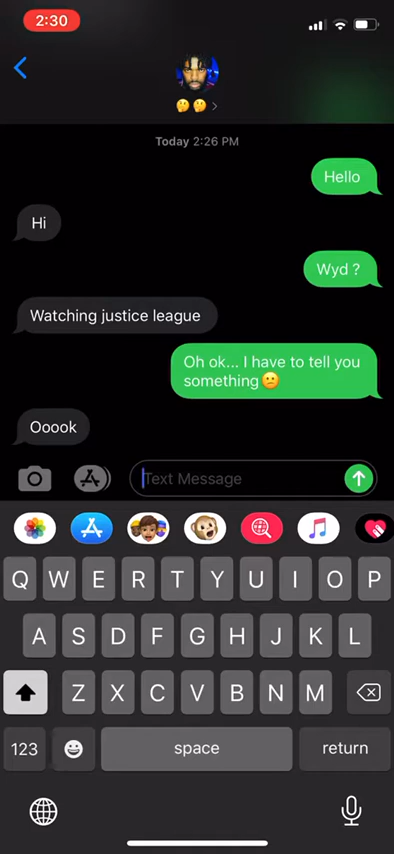 2:30
🤔🤔 >
Today 2:26 PM
Hello
Hi
Wyd ?
Watching justice league
Oh ok... I have to tell you
something😕
Ooook
Text Message
Q W E R T Y U I O P
A S D F G H J K L
Z X C V B N M
123 space return